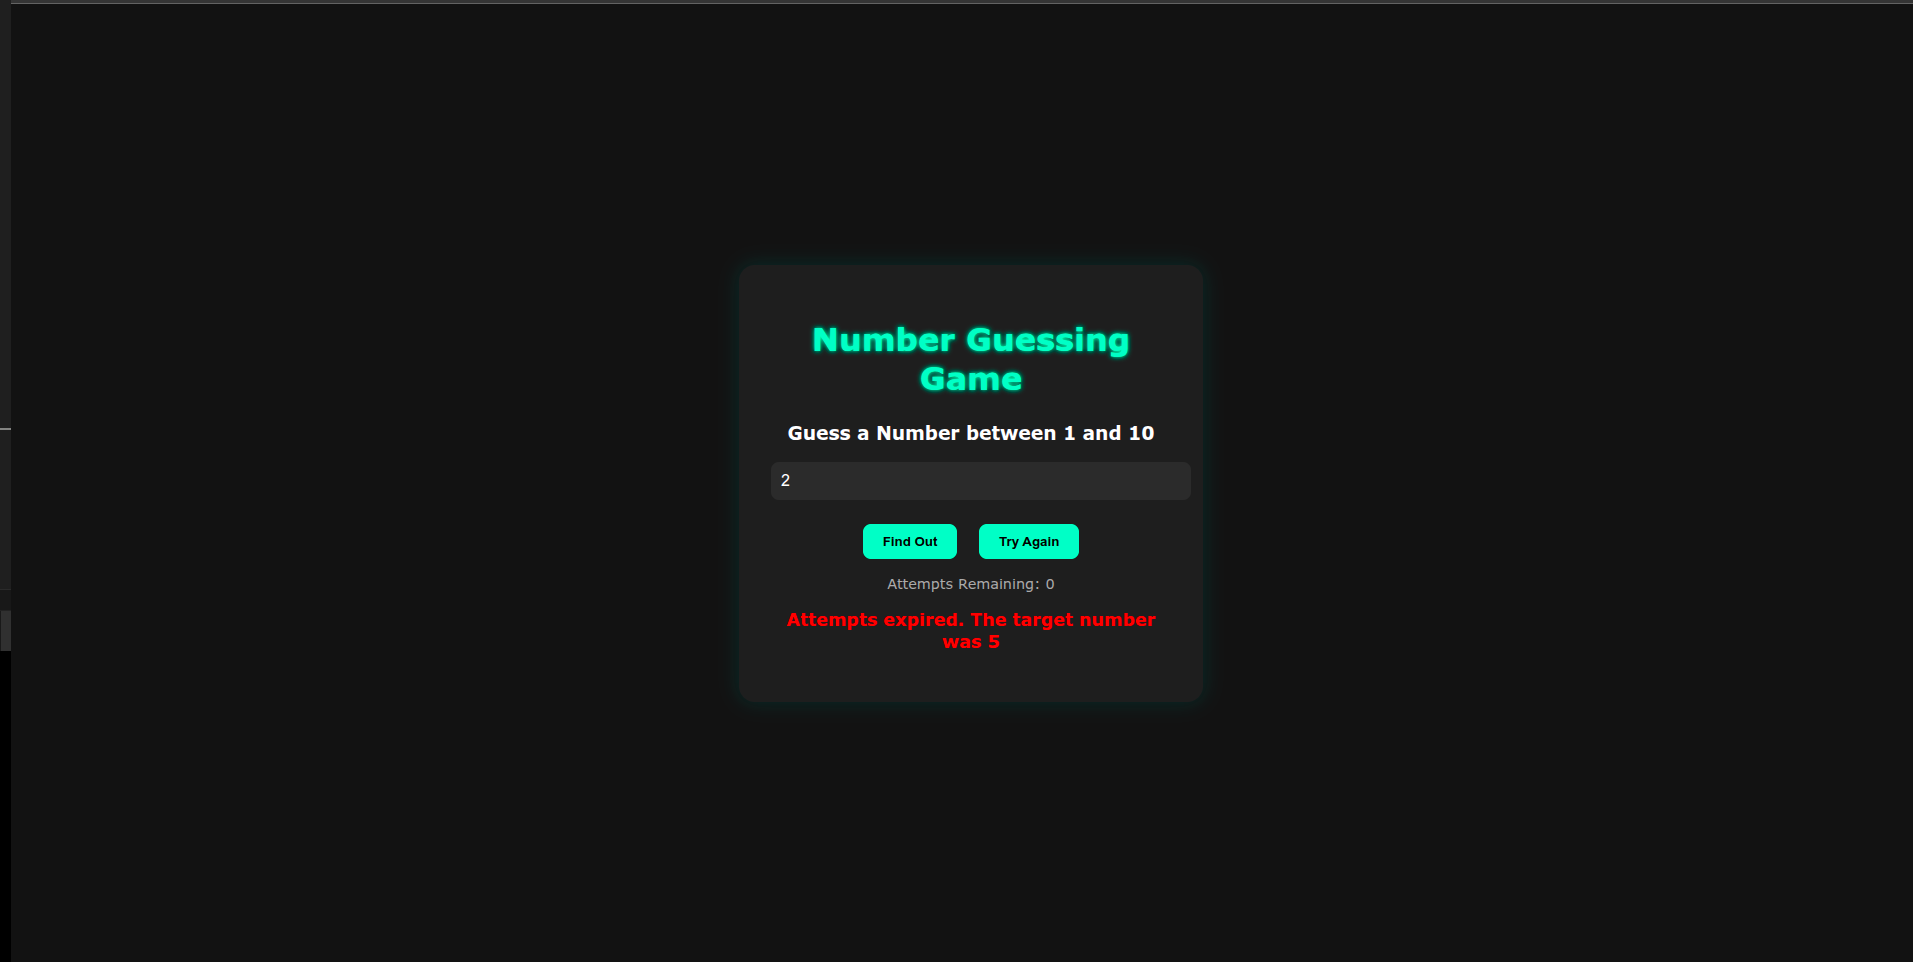 Number Guessing
Game
Guess a Number between 1 and 10
2
Find Out
Try Again
Attempts Remaining: 0
Attempts expired. The target number
was 5